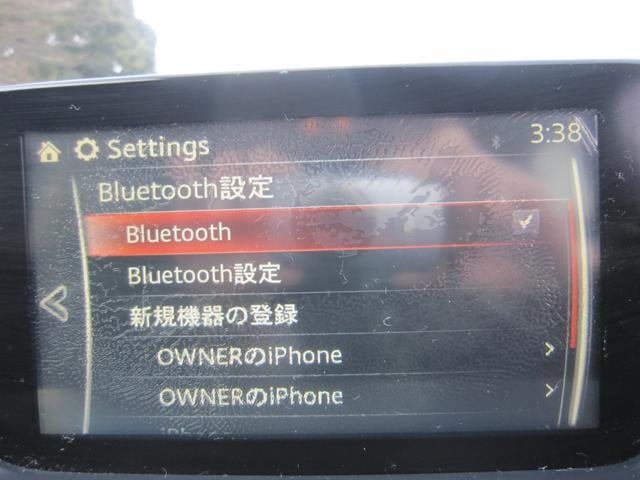 Settings
3:38
Bluetooth設定
Bluetooth
Bluetooth設定
新規機器の登録
OWNERのiPhone
OWNERのiPhone